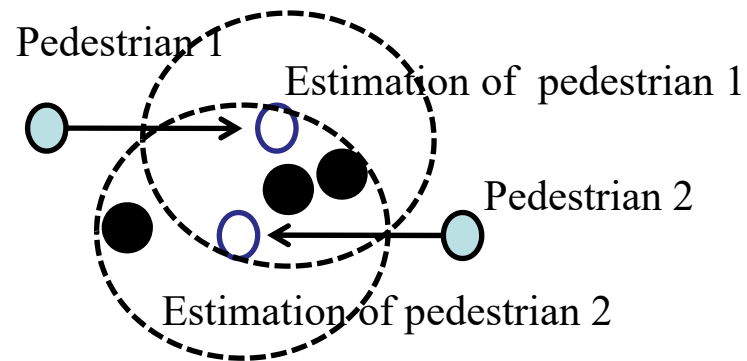 Pedestrian 1
Estimation of pedestrian 1
Pedestrian 2
Estimation of pedestrian 2